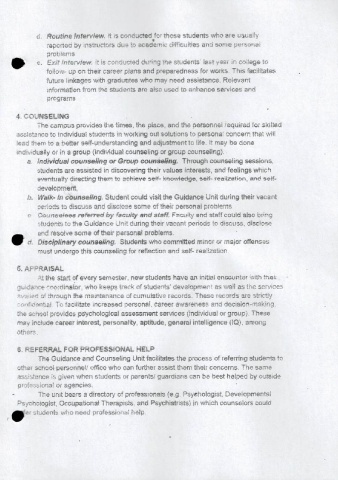 d. Routine Interview. It is conducted for those students who are usually
reported by instructors due to academic difficulties and some personal
problems
e. Exit Interview. It is conducted during the students' last year in college to
follow-up on their career plans and preparedness for works. This facilitates
future linkages with graduates who may need assistance. Relevant
information from the students are also used to enhance services and
programs
4. COUNSELING
The campus provides the times, the place, and the personnel required for skilled
assistance to individual students in working out solutions to personal concern that will
lead them to a better self-understanding and adjustment to life. It may be done
individually or in a group (individual counseling or group counseling).
a. Individual counseling or Group counseling. Through counseling sessions,
students are assisted in discovering their values interests, and feelings which
eventually directing them to achieve self- knowledge, self- realization, and self-
development.
b. Walk- In counseling. Student could visit the Guidance Unit during their vacant
periods to discuss and disclose some of their personal problems
c. Counselees referred by faculty and staff. Faculty and staff could also bring
students to the Guidance Unit during their vacant periods to discuss, disclose
and resolve some of their personal problems.
d. Disciplinary counseling. Students who committed minor or major offenses
must undergo this counseling for reflection and self- realization
5. APPRAISAL
At the start of every semester, new students have an initial encounter with their
guidance coordinator, who keeps track of students' development as well as the services
availed of through the maintenance of cumulative records. These records are strictly
confidential. To facilitate increased personal, career awareness and decision-making,
the school provides psychological assessment services (individual or group). These
may include career interest, personality, aptitude, general intelligence (IQ), among
others.
6. REFERRAL FOR PROFESSIONAL HELP
The Guidance and Counseling Unit facilitates the process of referring students to
other school personnel/ office who can further assist them their concerns. The same
assistance is given when students or parents/ guardians can be best helped by outside
professional or agencies.
The unit bears a directory of professionals (e.g. Psychologist, Developmental
Psychologist, Occupational Therapists, and Psychiatrists) in which counselors could
refer students who need professional help.